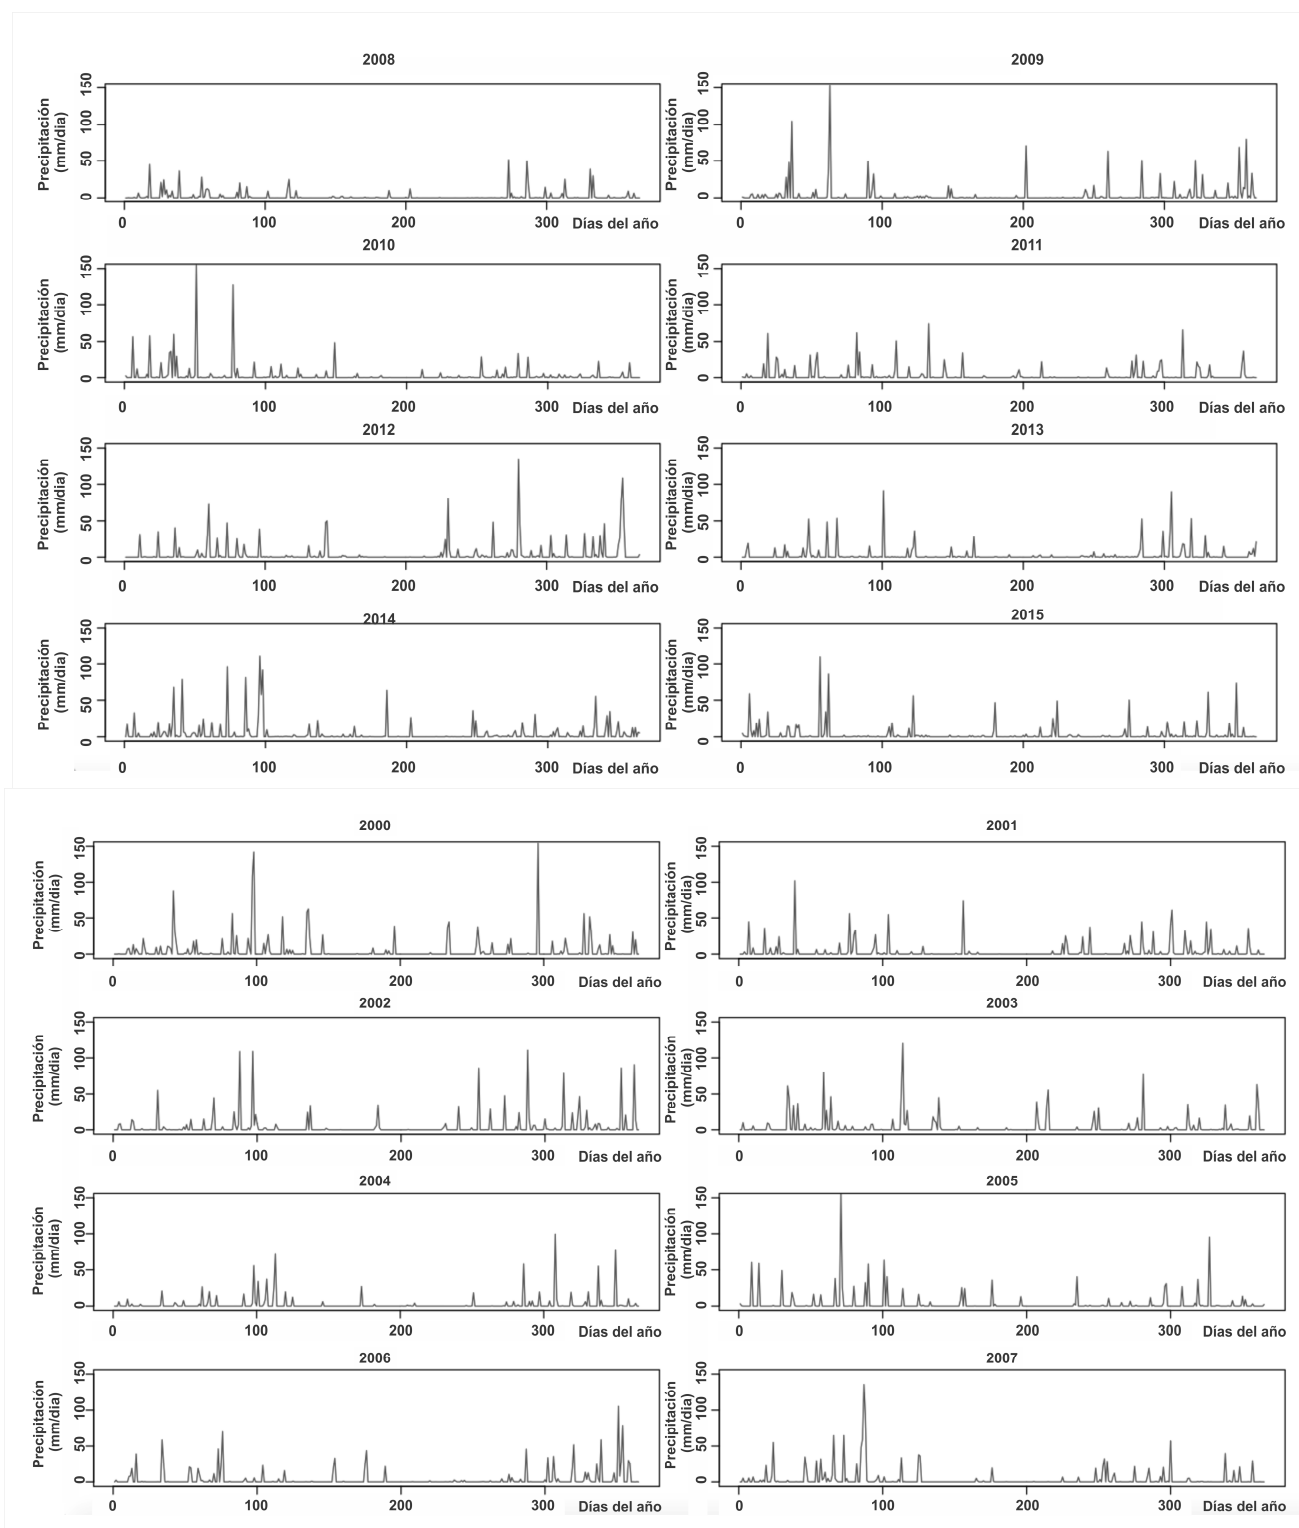 2008 2009
Precipitación (mm/dia) 0 50 100 150 Precipitación (mm/dia) 0 50 100 150
0 100 200 300 Días del año 0 100 200 300 Días del año
2010 2011
Precipitación (mm/dia) 0 50 100 150 Precipitación (mm/dia) 0 50 100 150
0 100 200 300 Días del año 0 100 200 300 Días del año
2012 2013
Precipitación (mm/dia) 0 50 100 150 Precipitación (mm/dia) 0 50 100 150
0 100 200 300 Días del año 0 100 200 300 Días del año
2014 2015
Precipitación (mm/dia) 0 50 100 150 Precipitación (mm/dia) 0 50 100 150
0 100 200 300 Días del año 0 100 200 300 Días del año
2000 2001
Precipitación (mm/dia) 0 50 100 150 Precipitación (mm/dia) 0 50 100 150
0 100 200 300 Días del año 0 100 200 300 Días del año
2002 2003
Precipitación (mm/dia) 0 50 100 150 Precipitación (mm/dia) 0 50 100 150
0 100 200 300 Días del año 0 100 200 300 Días del año
2004 2005
Precipitación (mm/dia) 0 50 100 150 Precipitación (mm/dia) 0 50 100 150
0 100 200 300 Días del año 0 100 200 300 Días del año
2006 2007
Precipitación (mm/dia) 0 50 100 150 Precipitación (mm/dia) 0 50 100 150
0 100 200 300 Días del año 0 100 200 300 Días del año